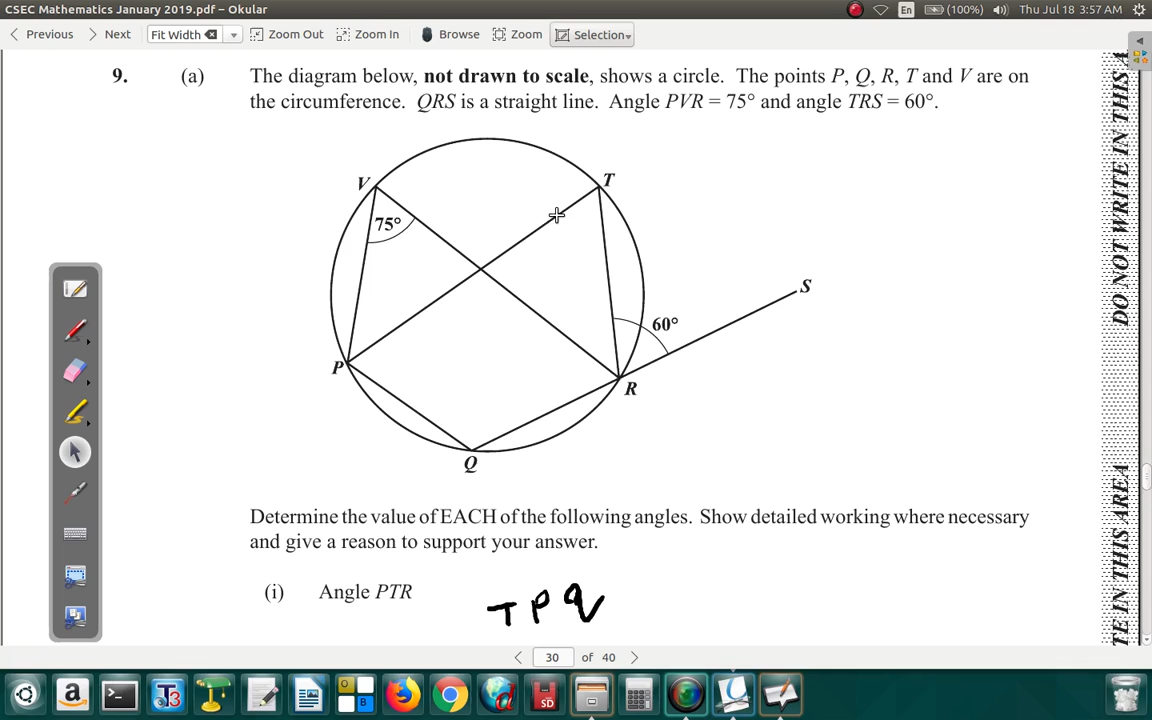 CSEC Mathematics January 2019.pdf – Okular
En (100%) Thu Jul 18 3:57 AM
Previous Next Fit Width Zoom Out Zoom In Browse Zoom Selection
9. (a) The diagram below, not drawn to scale, shows a circle. The points P, Q, R, T and V are on
the circumference. QRS is a straight line. Angle PVR = 75° and angle TRS = 60°.
V
T
75°
S
60°
P
R
Q
Determine the value of EACH of the following angles. Show detailed working where necessary
and give a reason to support your answer.
(i) Angle PTR
TPQ
DO NOT WRITE IN THIS A
TE IN THIS AREA
30 of 40
SD